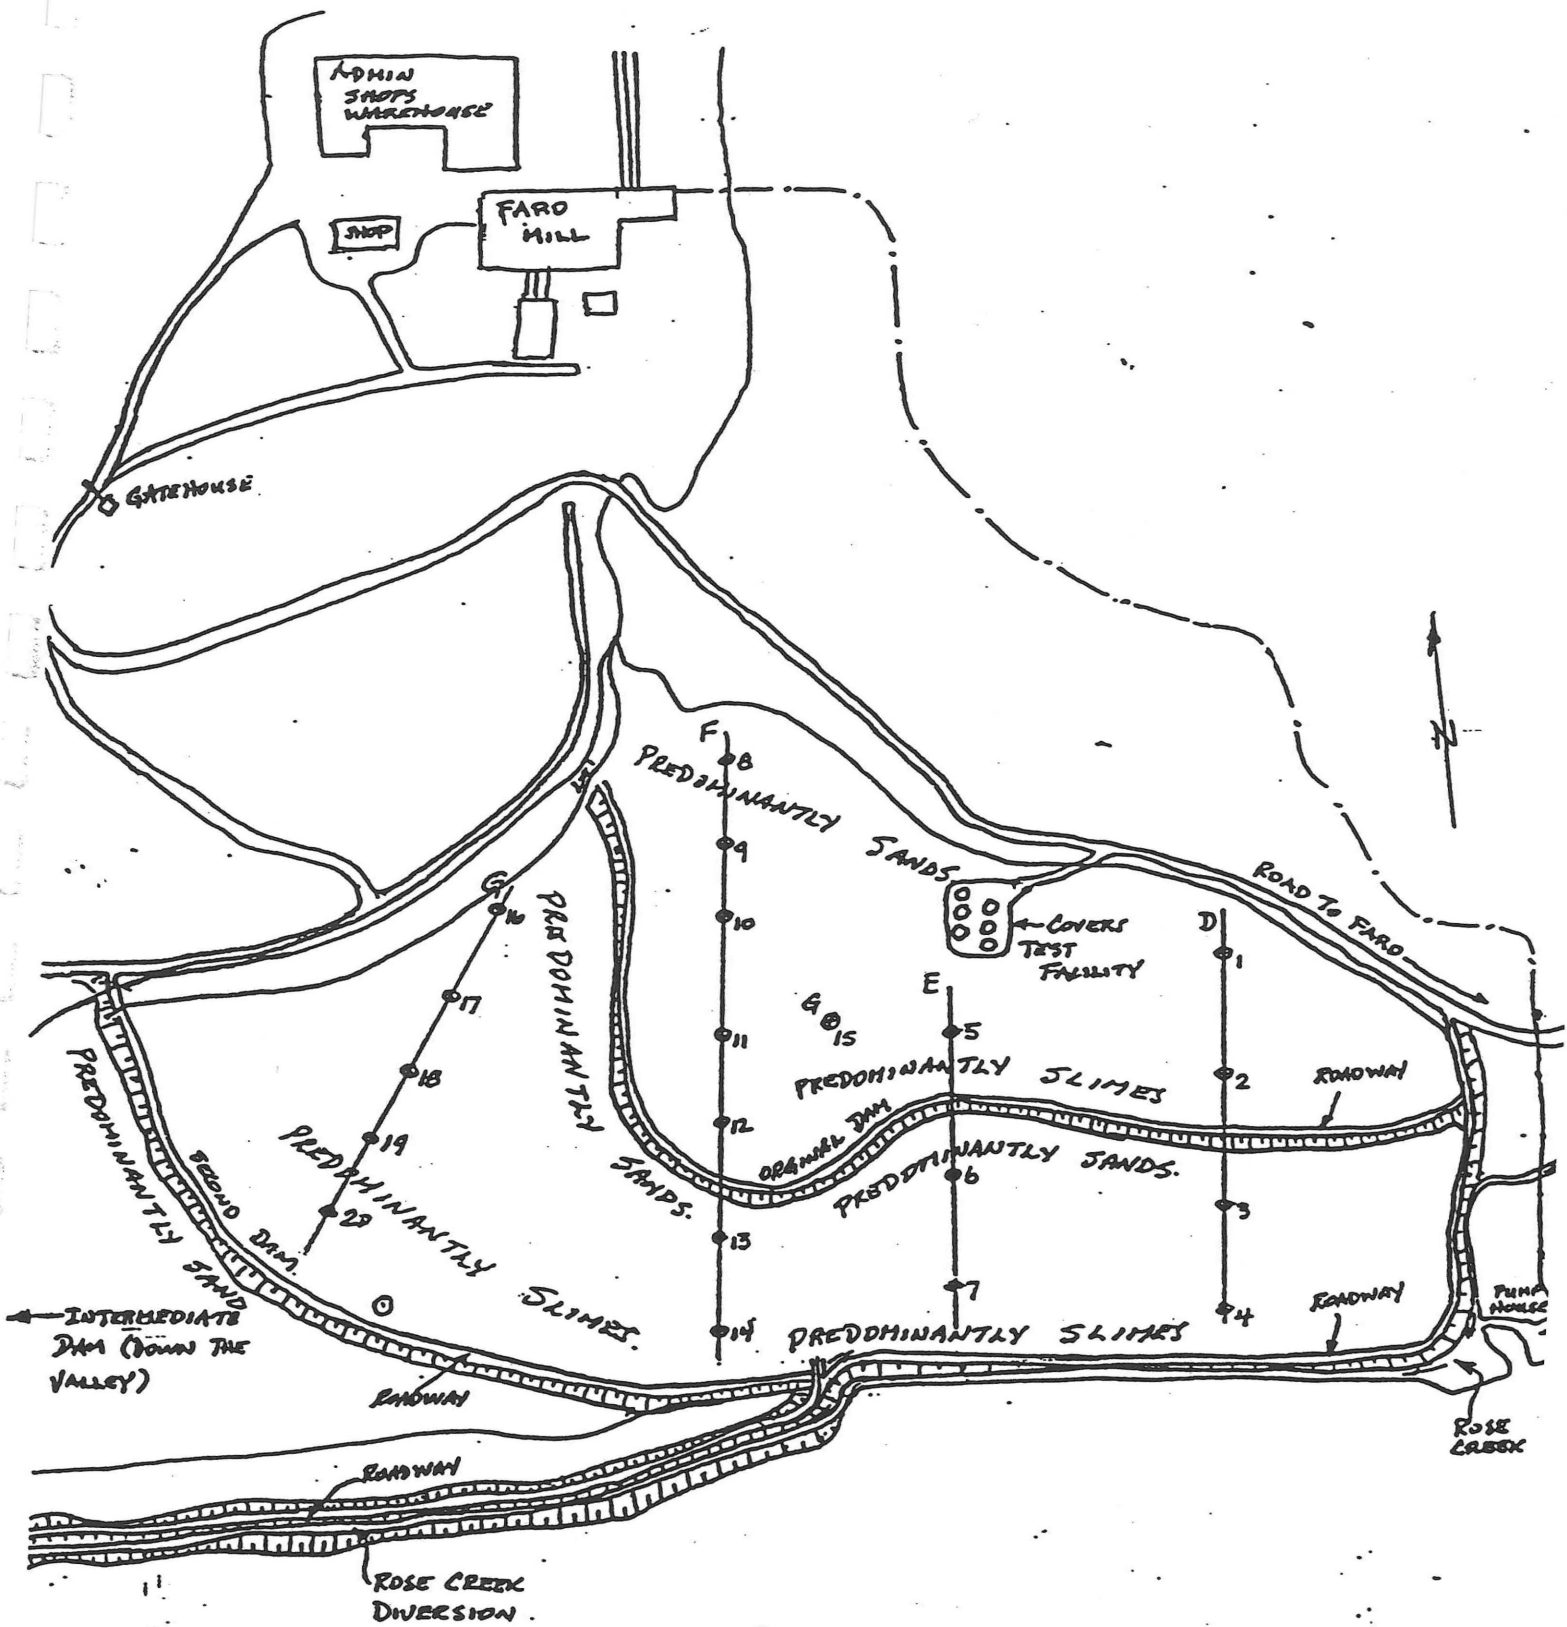 ADMIN
SHOPS
WAREHOUSE
FARO
MILL
SHOP
GATEHOUSE
N
F
8
PREDOMINANTLY SANDS
9
10
11
12
13
14
ROAD TO FARO
COVERS
TEST
FACILITY
D
1
2
3
4
E
5
6
7
G
15
PREDOMINANTLY SLIMES
ROADWAY
ORGINAL DAM
PREDOMINANTLY SANDS.
G
16
17
18
19
20
PREDOMINANTLY
SANDS.
PREDOMINANTLY SLIMES.
PREDOMINANTLY SAND
SECOND DAM
INTERMEDIATE
DAM (DOWN THE
VALLEY)
ROADWAY
PREDOMINANTLY SLIMES
ROADWAY
PUMP
HOUSE
ROSE
CREEK
ROADWAY
ROSE CREEK
DIVERSION.